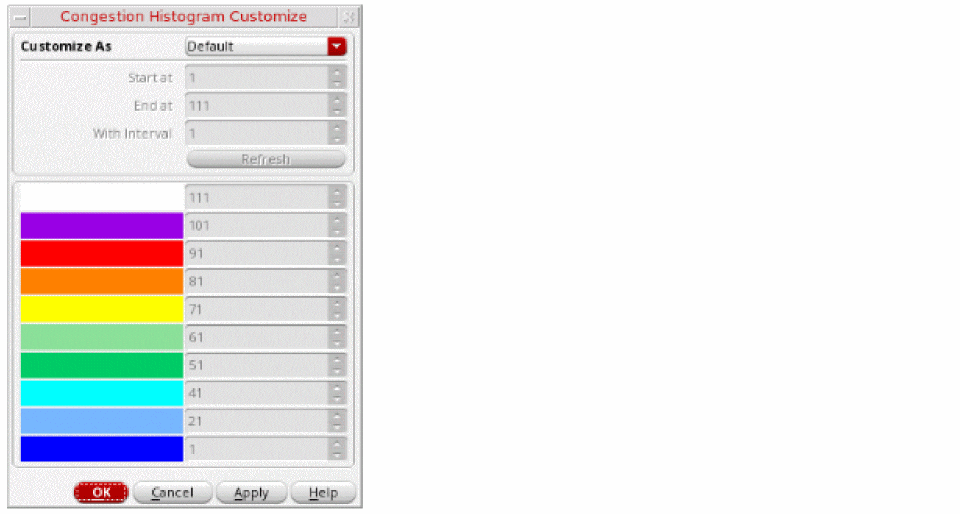 Congestion Histogram Customize
Customize As Default
Start at 1
End at 111
With Interval 1
Refresh
111
101
91
81
71
61
51
41
21
1
OK Cancel Apply Help